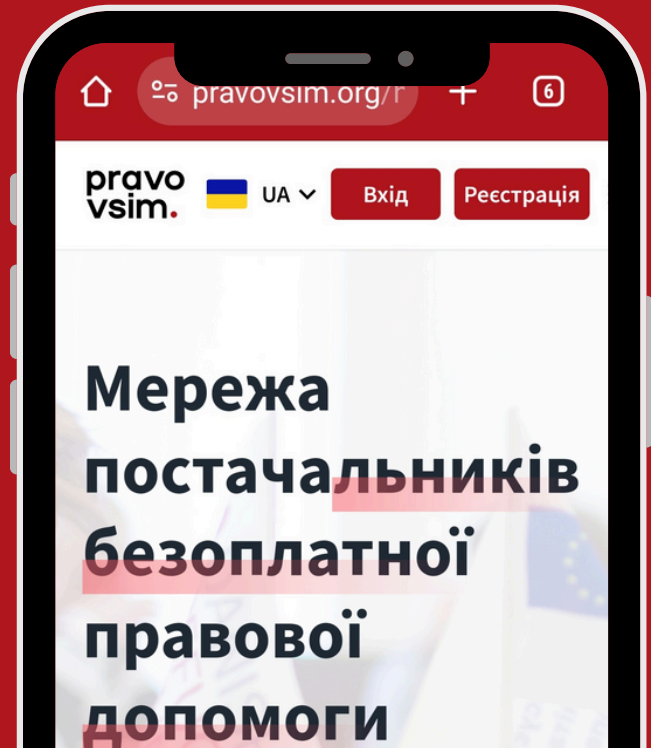 pravovsim.org/r
6
pravo
vsim.
UA
Вхід
Реєстрація
Мережа
постачальників
безоплатної
правової
допомоги